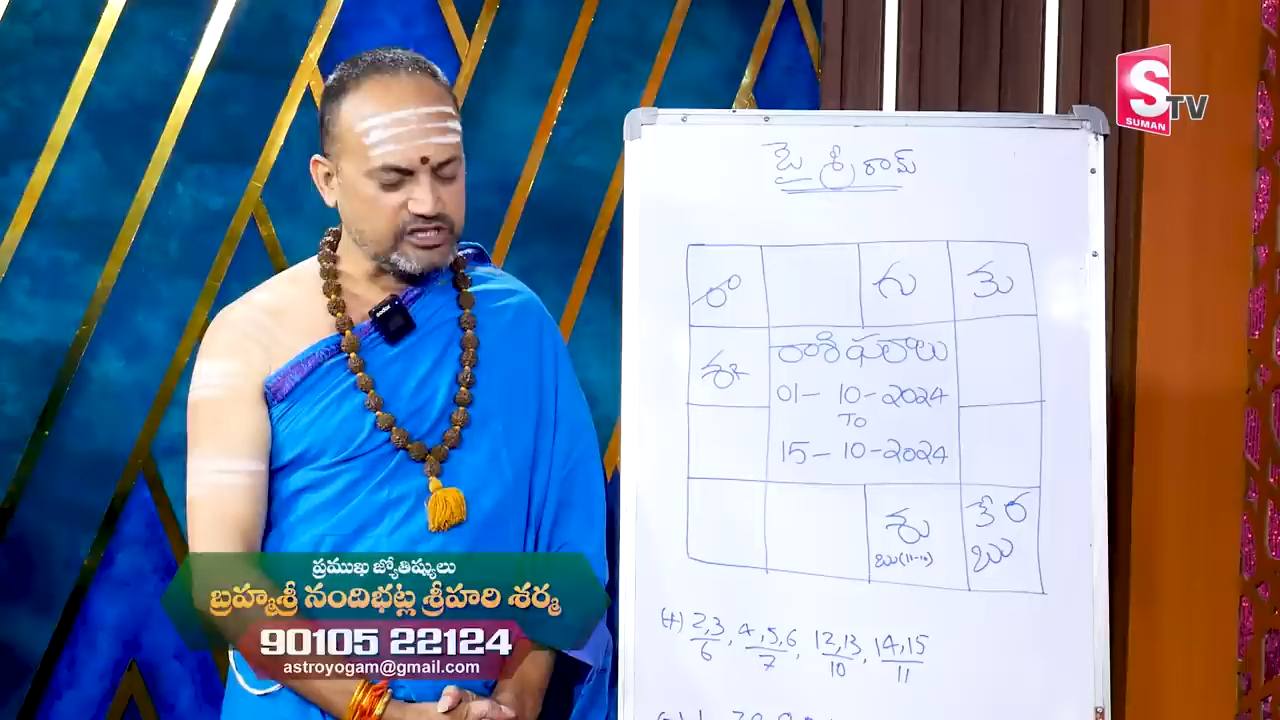 S
TV
SUMAN
జై శ్రీ రామ్
రా
గు
కు
శ
రాశి ఫలాలు
01- 10-2024
TO
15-10-2024
శు
బు(11-10)
కే ర
బు
(+) 2,3/6, 4,5,6/7, 12,13/10, 14,15/11
ప్రముఖ జ్యోతిష్యులు
బ్రహ్మశ్రీ నందిభట్ల శ్రీహరి శర్మ
90105 22124
astroyogam@gmail.com